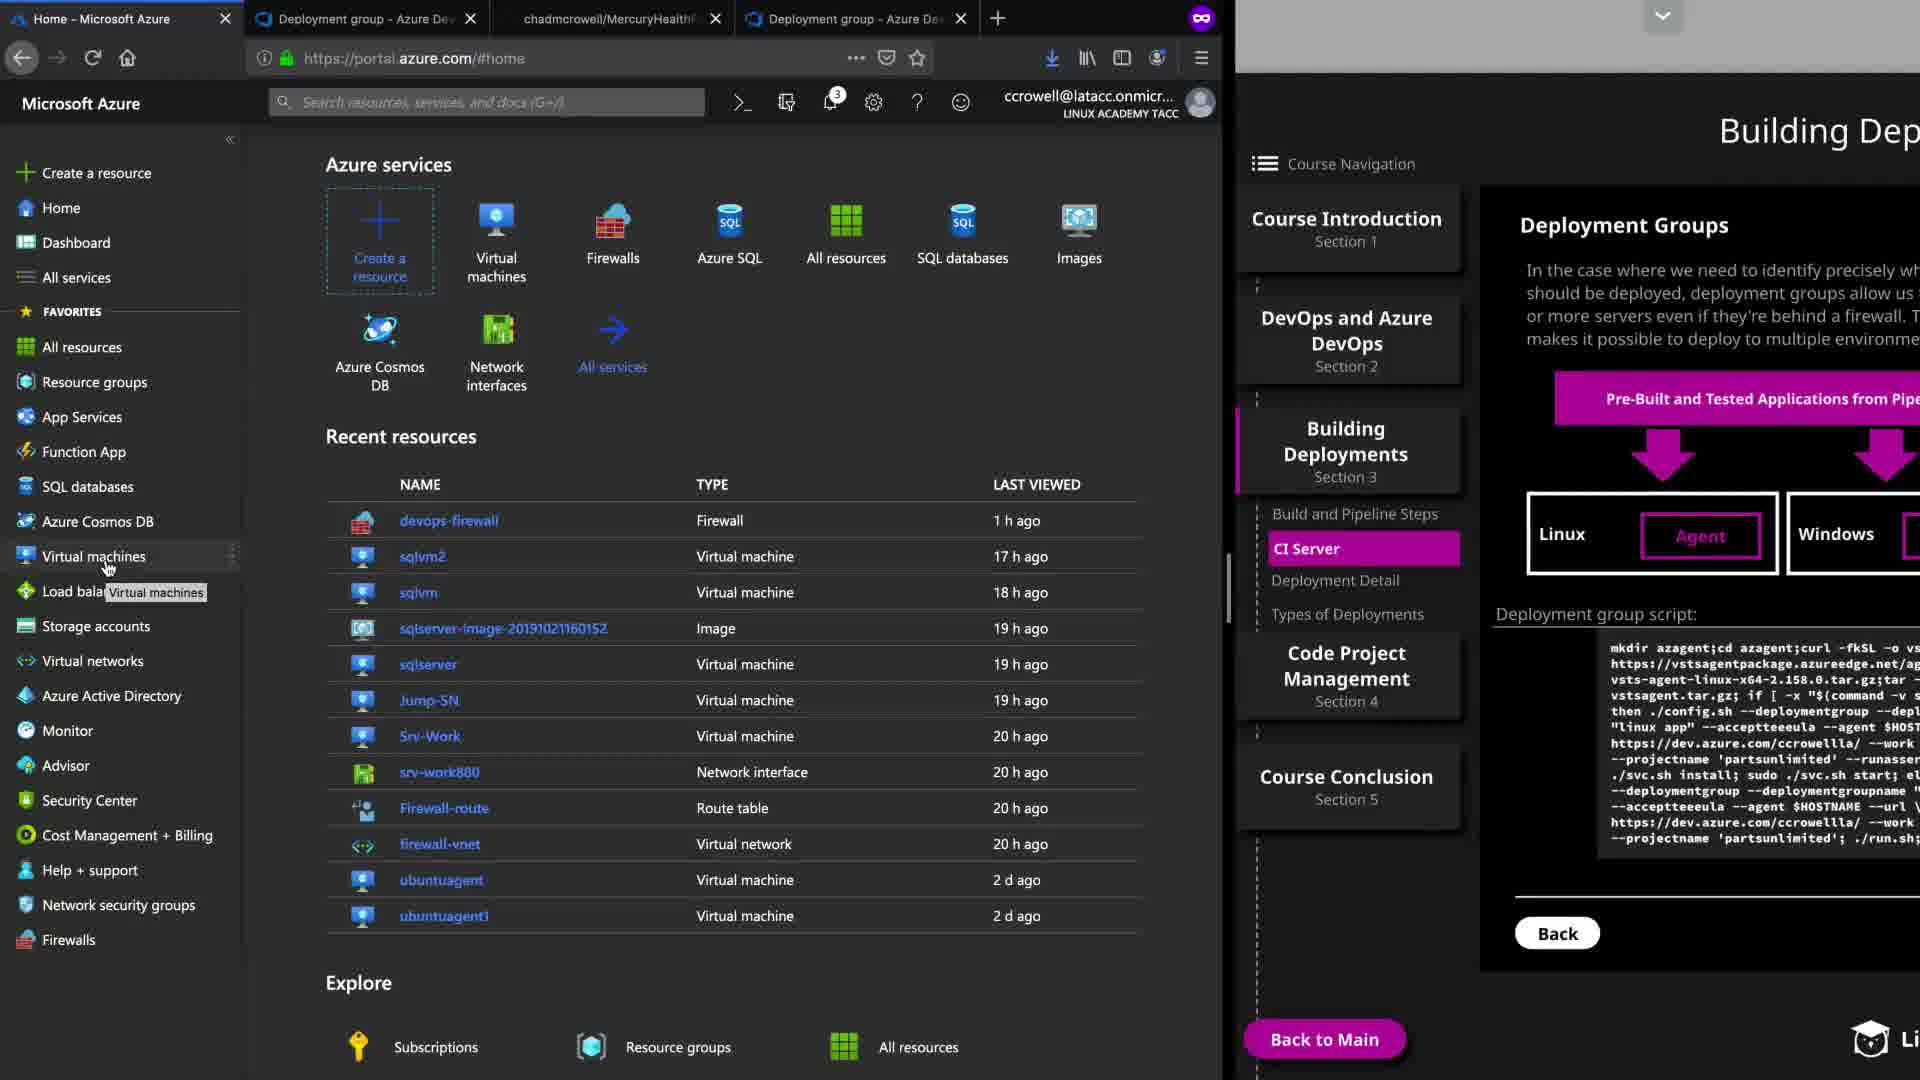 Home - Microsoft Azure
Deployment group - Azure Dev
chadmcrowell/MercuryHealth
Deployment group - Azure De
https://portal.azure.com/#home
Microsoft Azure
Search resources, services, and docs (G+/)
3
ccrowell@latacc.onmicr...
LINUX ACADEMY TACC
Create a resource
Home
Dashboard
All services
FAVORITES
All resources
Resource groups
App Services
Function App
SQL databases
Azure Cosmos DB
Virtual machines
Load bala
Virtual machines
Storage accounts
Virtual networks
Azure Active Directory
Monitor
Advisor
Security Center
Cost Management + Billing
Help + support
Network security groups
Firewalls
Azure services
Create a resource
Virtual machines
Firewalls
SQL
Azure SQL
All resources
SQL
SQL databases
Images
Azure Cosmos DB
Network interfaces
All services
Recent resources
NAME TYPE LAST VIEWED
devops-firewall Firewall 1 h ago
sqlvm2 Virtual machine 17 h ago
sqlvm Virtual machine 18 h ago
sqlserver-image-20191021160152 Image 19 h ago
sqlserver Virtual machine 19 h ago
Jump-SN Virtual machine 19 h ago
Srv-Work Virtual machine 20 h ago
srv-work880 Network interface 20 h ago
Firewall-route Route table 20 h ago
firewall-vnet Virtual network 20 h ago
ubuntuagent Virtual machine 2 d ago
ubuntuagent1 Virtual machine 2 d ago
Explore
Subscriptions
Resource groups
All resources
Building Dep
Course Navigation
Course Introduction
Section 1
DevOps and Azure
DevOps
Section 2
Building
Deployments
Section 3
Build and Pipeline Steps
CI Server
Deployment Detail
Types of Deployments
Code Project
Management
Section 4
Course Conclusion
Section 5
Back to Main
Deployment Groups
In the case where we need to identify precisely wh
should be deployed, deployment groups allow us
or more servers even if they're behind a firewall. T
makes it possible to deploy to multiple environme
Pre-Built and Tested Applications from Pipe
Linux
Agent
Windows
Deployment group script:
mkdir azagent;cd azagent;curl -fkSL -o vs
https://vstsagentpackage.azureedge.net/ag
vsts-agent-linux-x64-2.158.0.tar.gz;tar -
vstsagent.tar.gz; if [ -x "$(command -v s
then ./config.sh --deploymentgroup --depl
"linux app" --acceptteeeula --agent $HOST
https://dev.azure.com/ccrowellla/ --work
--projectname 'partsunlimited' --runasser
./svc.sh install; sudo ./svc.sh start; el
--deploymentgroup --deploymentgroupname "
--acceptteeeula --agent $HOSTNAME --url \
https://dev.azure.com/ccrowellla/ --work
--projectname 'partsunlimited'; ./run.sh;
Back
Li